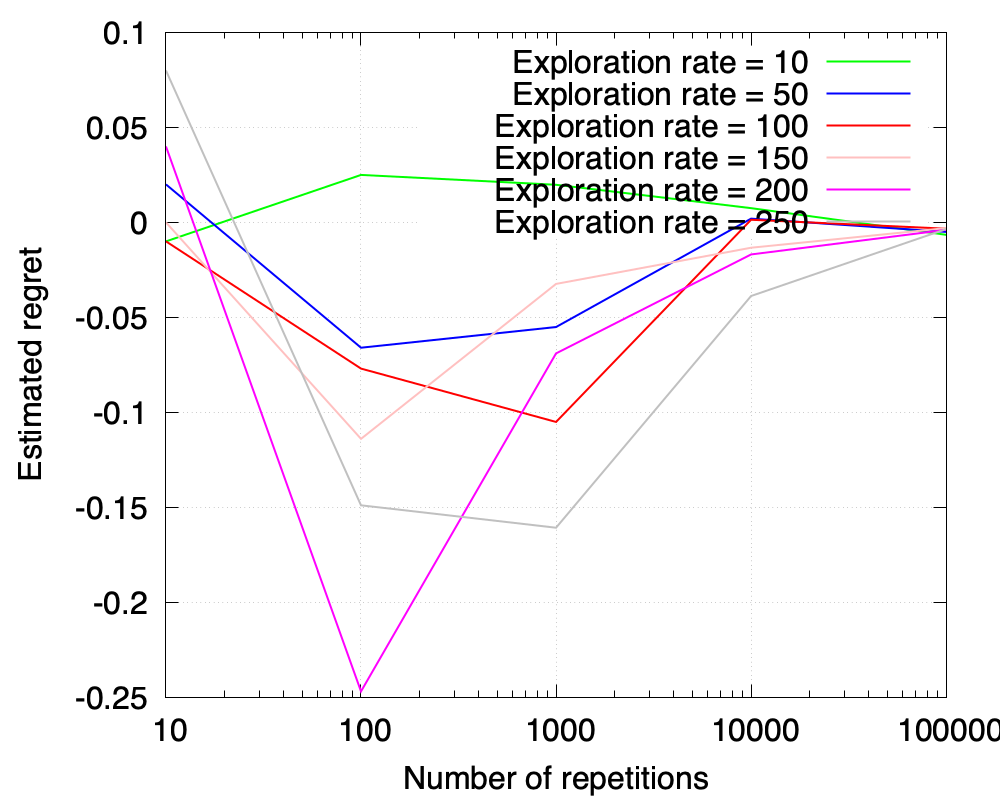 0.1
0.05
0
-0.05
-0.1
-0.15
-0.2
-0.25
Estimated regret
Exploration rate = 10
Exploration rate = 50
Exploration rate = 100
Exploration rate = 150
Exploration rate = 200
Exploration rate = 250
10
100
1000
10000
100000
Number of repetitions